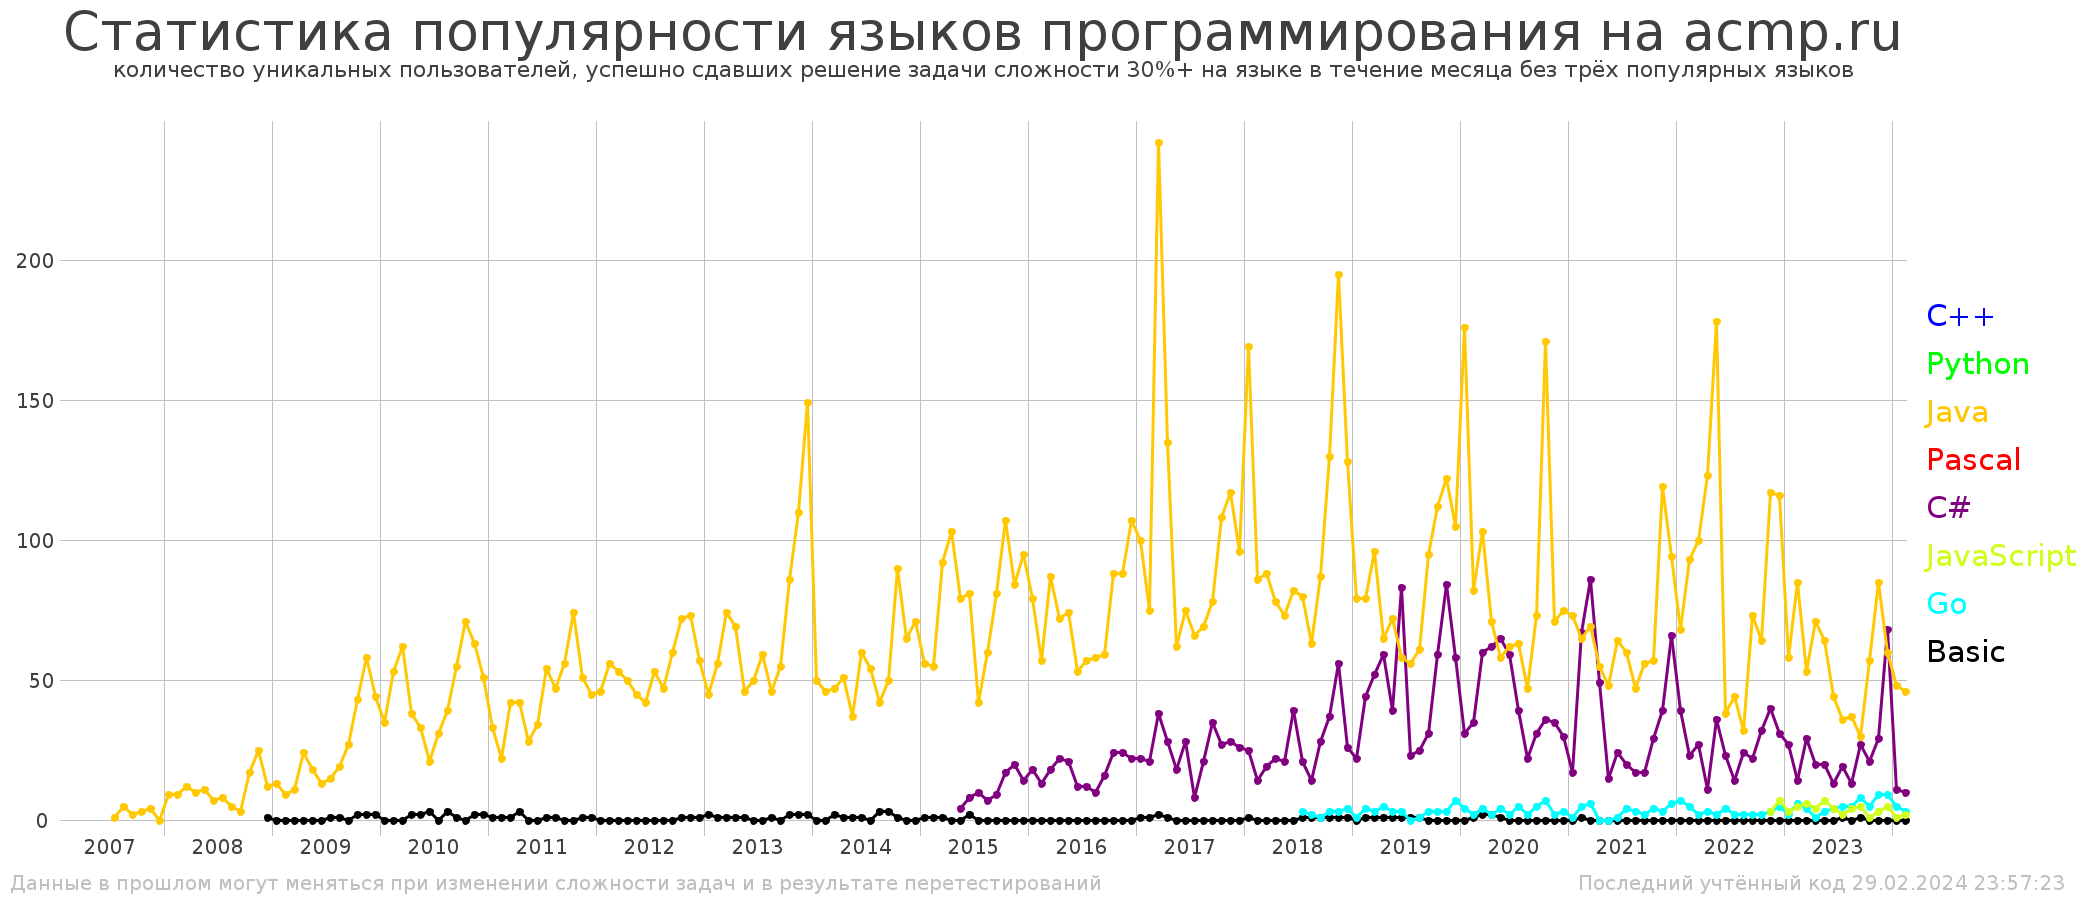 Статистика популярности языков программирования на acmp.ru
количество уникальных пользователей, успешно сдавших решение задачи сложности 30%+ на языке в течение месяца без трёх популярных языков
200
150
100
50
0
C++
Python
Java
Pascal
C#
JavaScript
Go
Basic
2007 2008 2009 2010 2011 2012 2013 2014 2015 2016 2017 2018 2019 2020 2021 2022 2023
Данные в прошлом могут меняться при изменении сложности задач и в результате перетестирований
Последний учтённый код 29.02.2024 23:57:23